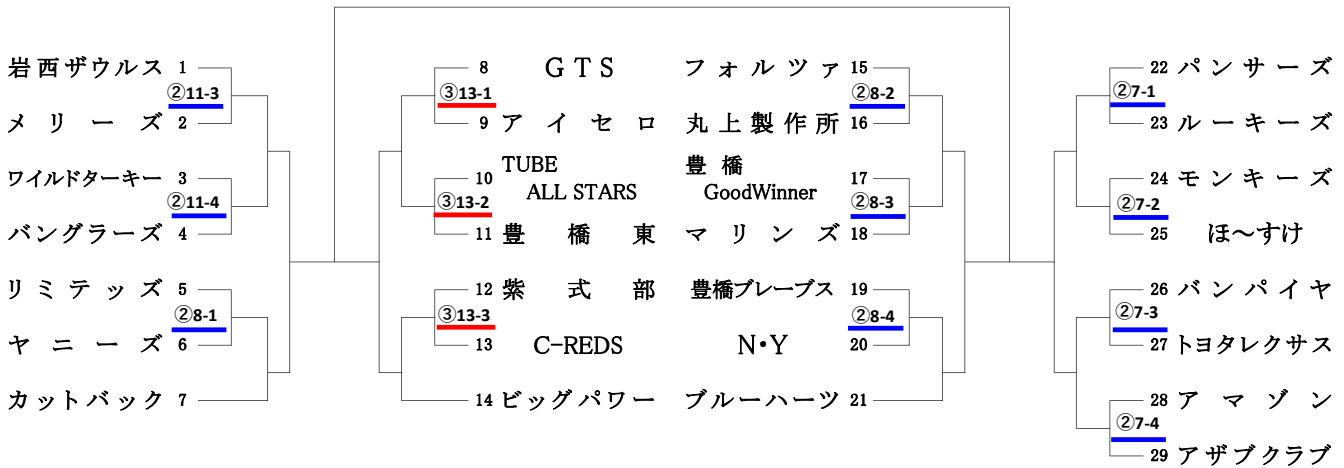 岩西ザウルス 1
②11-3
メリーズ 2
ワイルドターキー 3
②11-4
バングラーズ 4
リミテッズ 5
②8-1
ヤニーズ 6
カットバック 7
8 GTS
③13-1
9 アイセロ
10 TUBE
ALL STARS
③13-2
11 豊橋東
12 紫式部
③13-3
13 C-REDS
14 ビッグパワー
フォルツァ 15
②8-2
丸上製作所 16
豊橋
GoodWinner 17
②8-3
マリンズ 18
豊橋ブレーブス 19
②8-4
N・Y 20
ブルーハーツ 21
22 パンサーズ
②7-1
23 ルーキーズ
24 モンキーズ
②7-2
25 ほ～すけ
26 バンパイヤ
②7-3
27 トヨタレクサス
28 アマゾン
②7-4
29 アザブクラブ